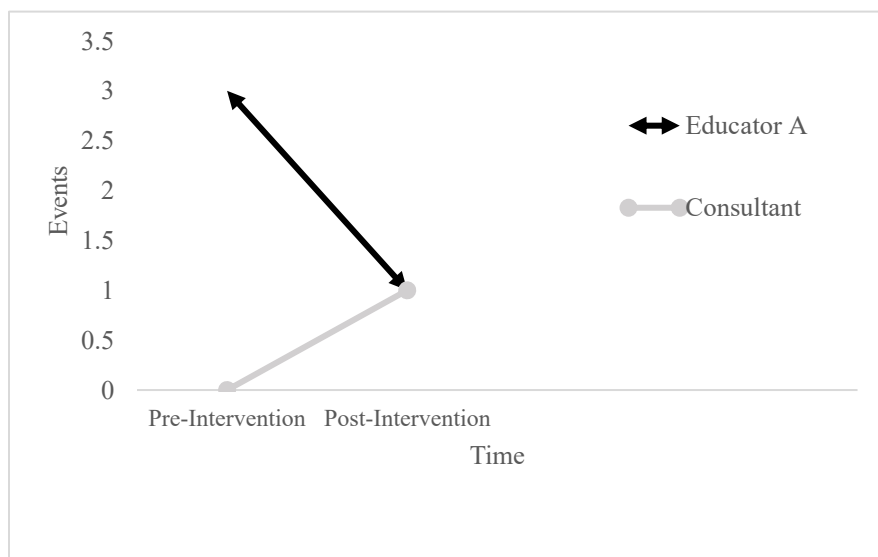 3.5
3
2.5
2
1.5
1
0.5
0
Events
Educator A
Consultant
Pre-Intervention
Post-Intervention
Time